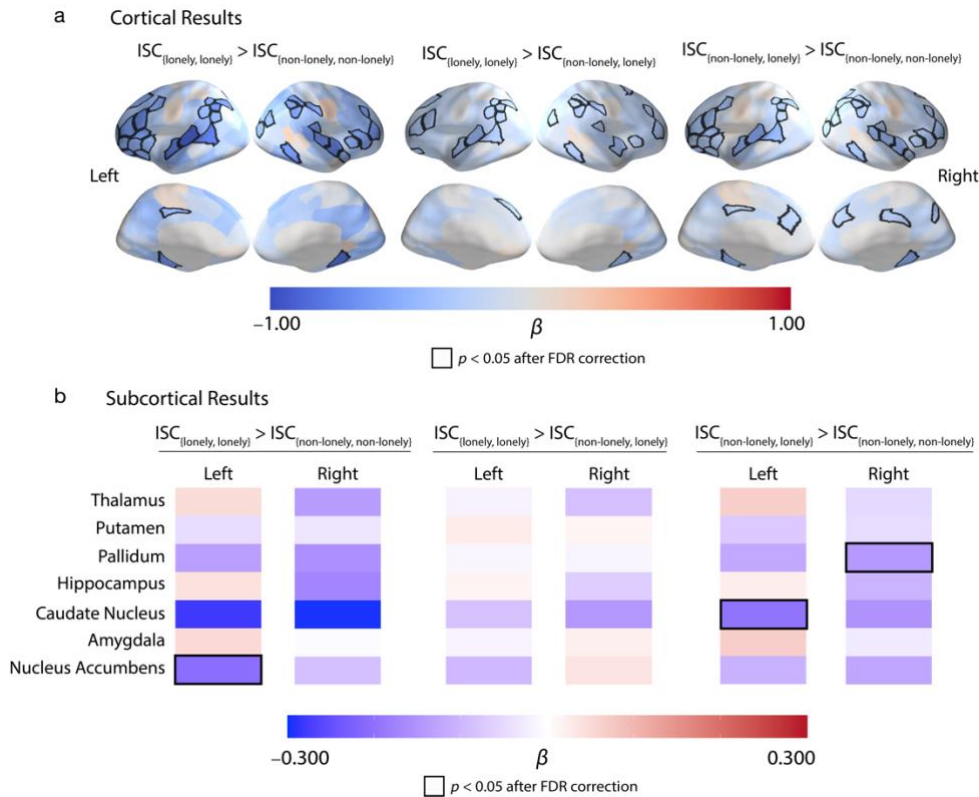 a Cortical Results
ISC{lonely, lonely} > ISC{non-lonely, non-lonely} ISC{lonely, lonely} > ISC{non-lonely, lonely} ISC{non-lonely, lonely} > ISC{non-lonely, non-lonely}
Left Right
−1.00 β 1.00
p < 0.05 after FDR correction
b Subcortical Results
ISC{lonely, lonely} > ISC{non-lonely, non-lonely} ISC{lonely, lonely} > ISC{non-lonely, lonely} ISC{non-lonely, lonely} > ISC{non-lonely, non-lonely}
Left Right Left Right Left Right
Thalamus
Putamen
Pallidum
Hippocampus
Caudate Nucleus
Amygdala
Nucleus Accumbens
−0.300 β 0.300
p < 0.05 after FDR correction